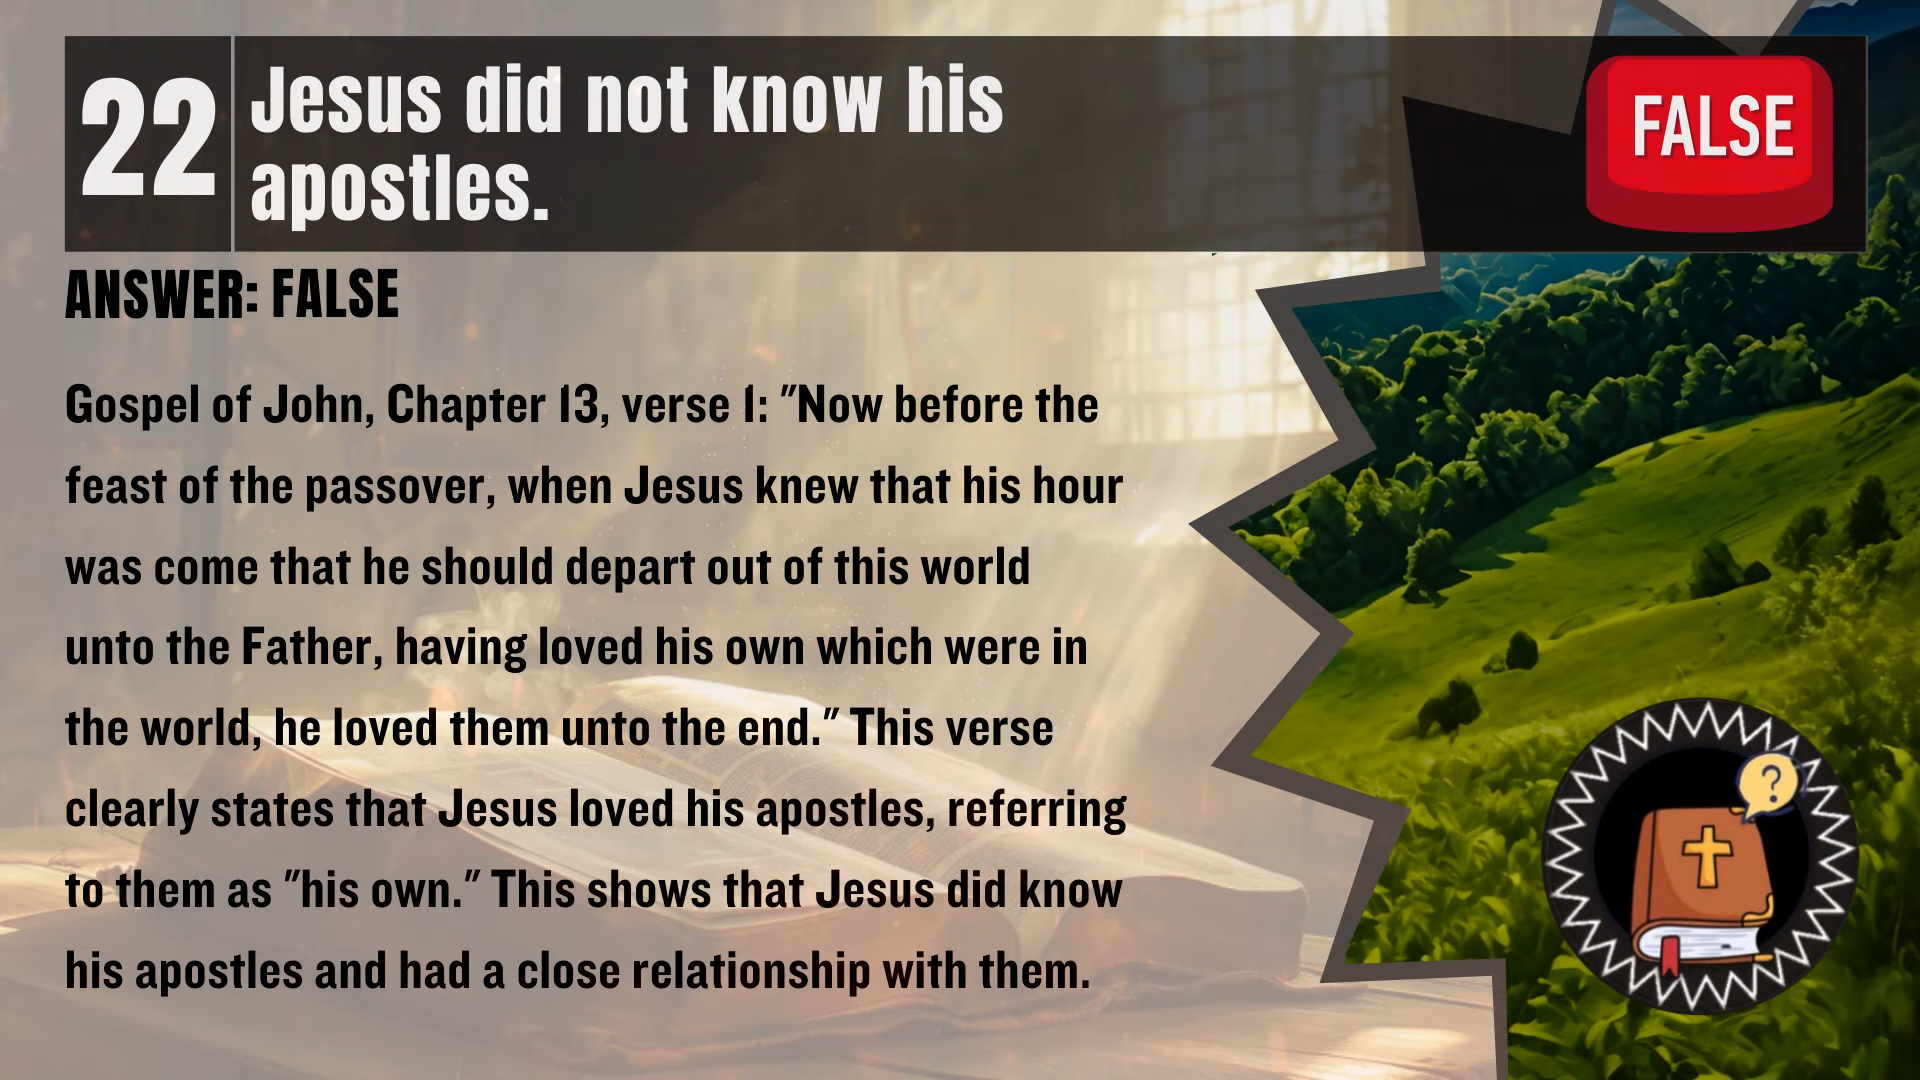 22
Jesus did not know his
apostles.
FALSE
ANSWER: FALSE
Gospel of John, Chapter 13, verse 1: "Now before the
feast of the passover, when Jesus knew that his hour
was come that he should depart out of this world
unto the Father, having loved his own which were in
the world, he loved them unto the end." This verse
clearly states that Jesus loved his apostles, referring
to them as "his own." This shows that Jesus did know
his apostles and had a close relationship with them.
?